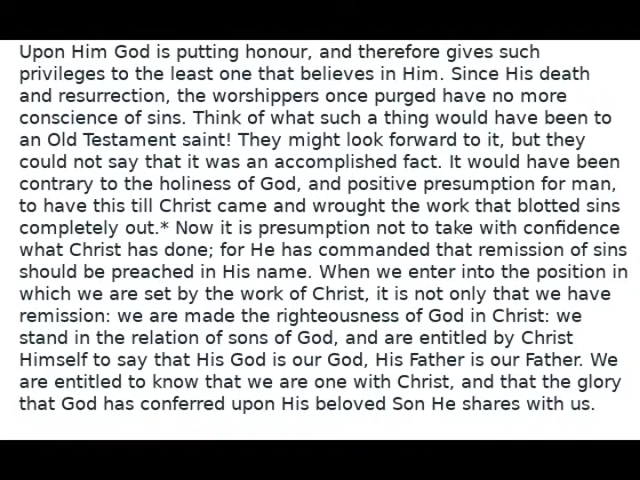 Upon Him God is putting honour, and therefore gives such
privileges to the least one that believes in Him. Since His death
and resurrection, the worshippers once purged have no more
conscience of sins. Think of what such a thing would have been to
an Old Testament saint! They might look forward to it, but they
could not say that it was an accomplished fact. It would have been
contrary to the holiness of God, and positive presumption for man,
to have this till Christ came and wrought the work that blotted sins
completely out.* Now it is presumption not to take with confidence
what Christ has done; for He has commanded that remission of sins
should be preached in His name. When we enter into the position in
which we are set by the work of Christ, it is not only that we have
remission: we are made the righteousness of God in Christ: we
stand in the relation of sons of God, and are entitled by Christ
Himself to say that His God is our God, His Father is our Father. We
are entitled to know that we are one with Christ, and that the glory
that God has conferred upon His beloved Son He shares with us.